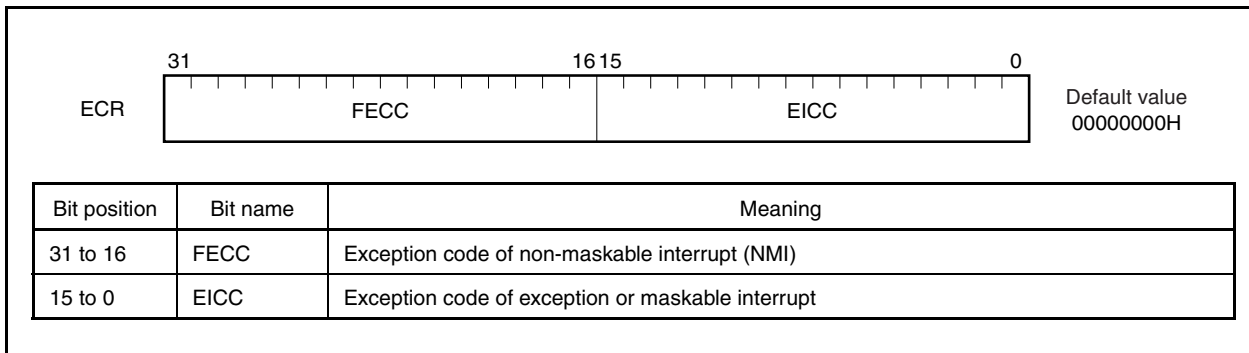 31 16 15 0
ECR FECC EICC Default value
00000000H
Bit position Bit name Meaning
31 to 16 FECC Exception code of non-maskable interrupt (NMI)
15 to 0 EICC Exception code of exception or maskable interrupt